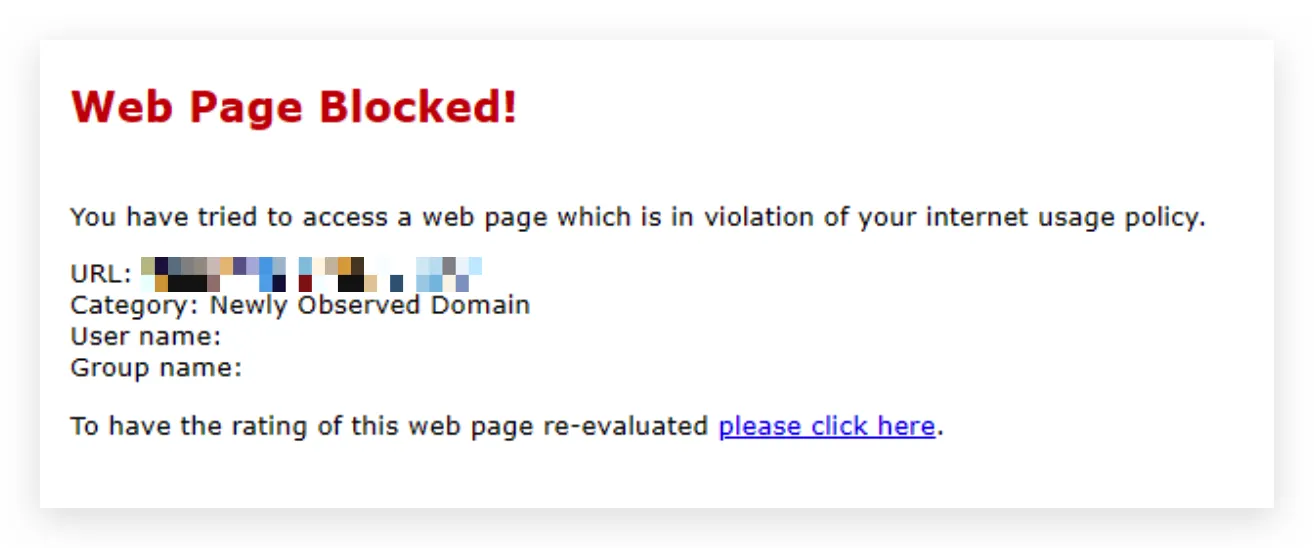 Web Page Blocked!
You have tried to access a web page which is in violation of your internet usage policy.
URL:
Category: Newly Observed Domain
User name:
Group name:
To have the rating of this web page re-evaluated please click here.